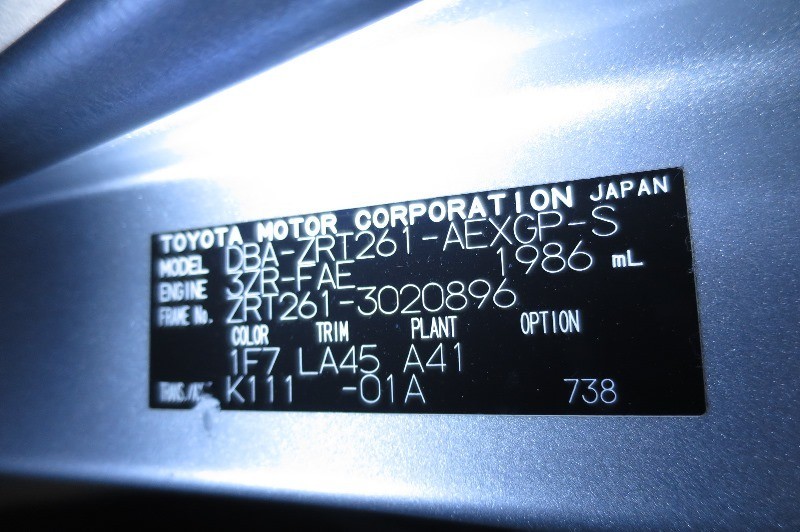 TOYOTA MOTOR CORPORATION JAPAN
MODEL DBA-ZRT261-AEXGP-S
ENGINE 3ZR-FAE 1986 mL
FRAME No. ZRT261-3020896
COLOR TRIM PLANT OPTION
1F7 LA45 A41
K111 -01A 738